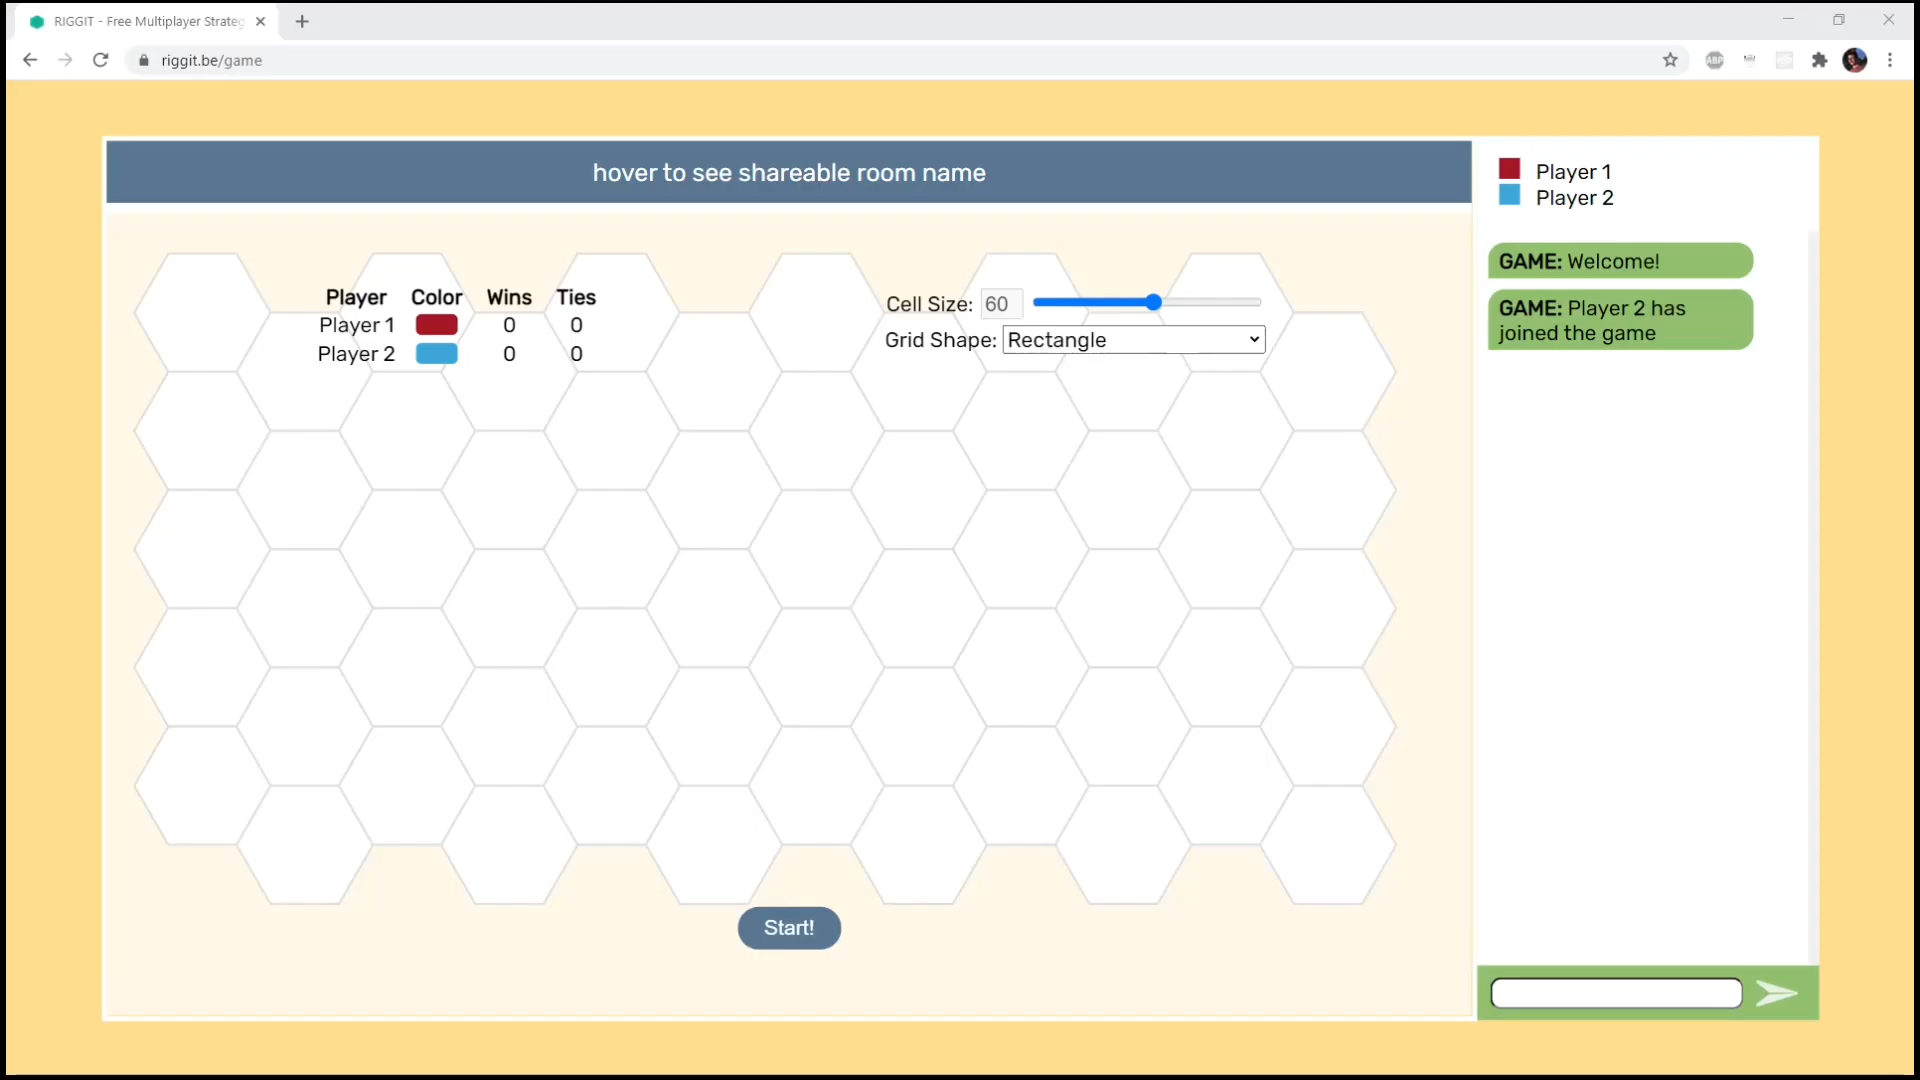 RIGGIT - Free Multiplayer Strateg
riggit.be/game
ABP
hover to see shareable room name
Player Color Wins Ties
Player 1 0 0
Player 2 0 0
Cell Size: 60
Grid Shape: Rectangle
Start!
Player 1
Player 2
GAME: Welcome!
GAME: Player 2 has
joined the game